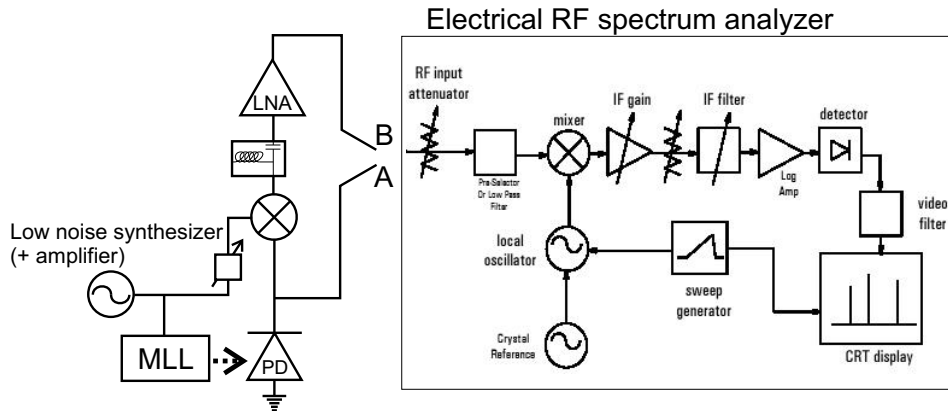 Electrical RF spectrum analyzer
LNA
B
A
Low noise synthesizer
(+ amplifier)
MLL
PD
RF input
attenuator
Pre-Selector
Or Low Pass
Filter
mixer
IF gain
IF filter
Log
Amp
detector
video
filter
local
oscillator
sweep
generator
Crystal
Reference
CRT display